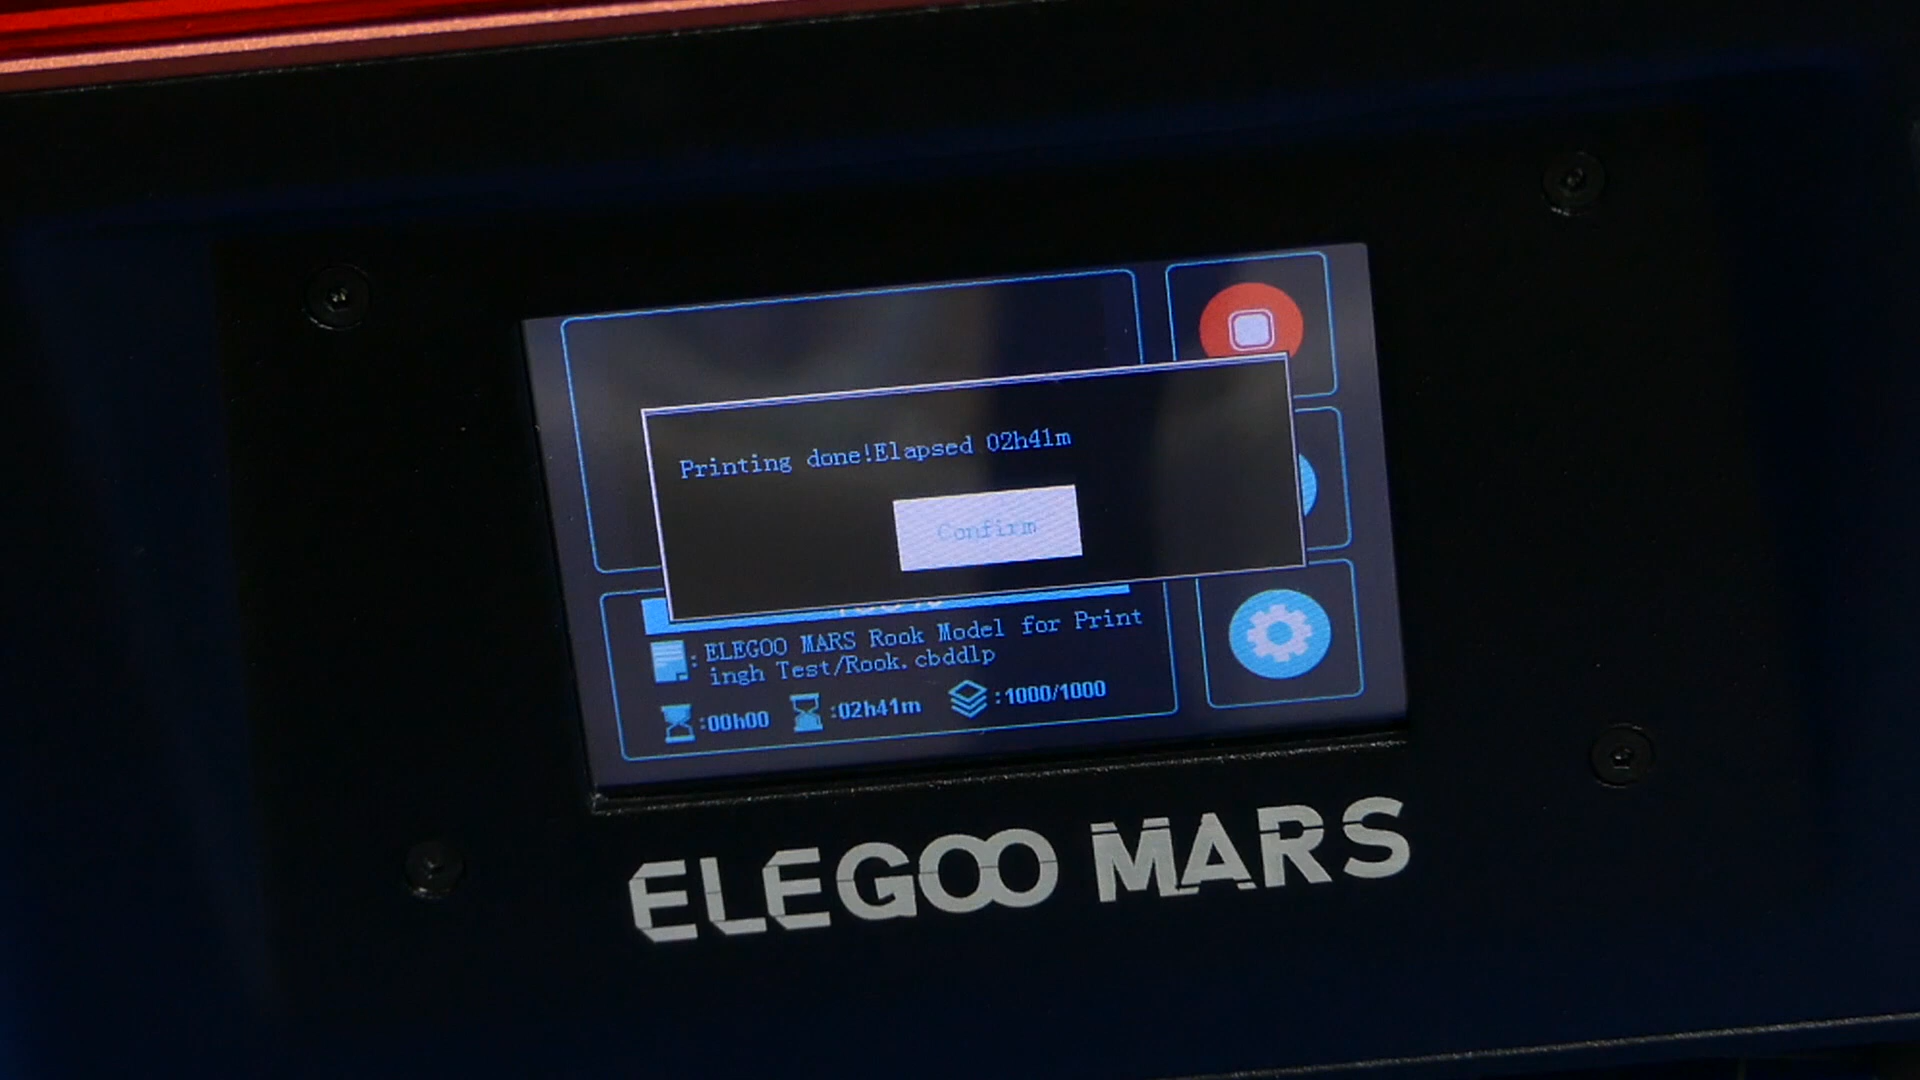 Printing done!Elapsed 02h41m
Confirm
100%
:ELEGOO MARS Rook Model for Print
ingh Test/Rook.cbddlp
:00h00 :02h41m :1000/1000
ELEGOO MARS